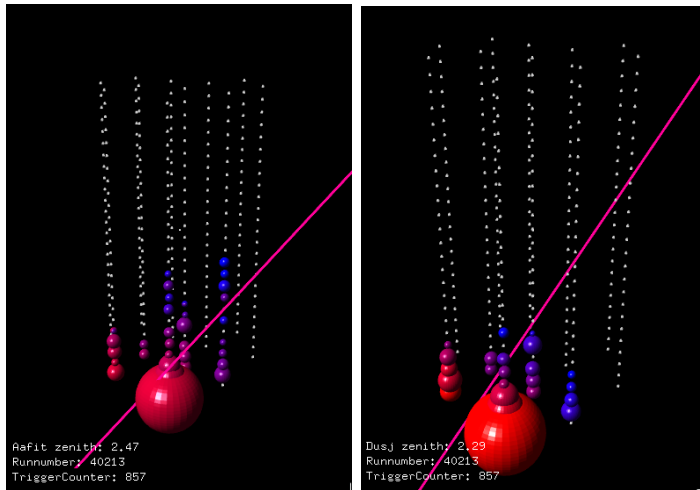 Aafit zenith: 2.47
Runnumber: 40213
TriggerCounter: 857
Dusj zenith: 2.29
Runnumber: 40213
TriggerCounter: 857